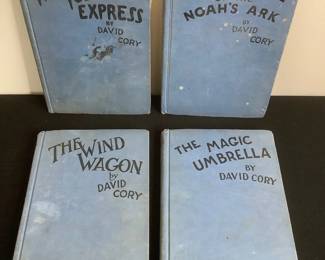 EXPRESS
BY
DAVID
CORY
NOAH'S ARK
BY
DAVID CORY
THE WIND
WAGON
by
DAVID
CORY
THE MAGIC
UMBRELLA
BY DAVID CORY